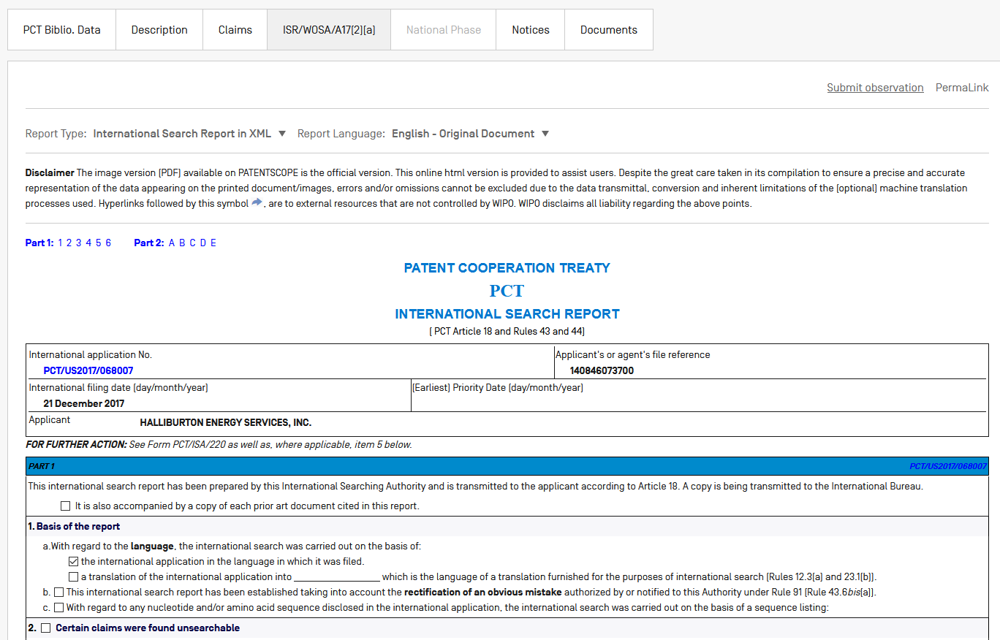 PCT Biblio. Data Description Claims ISR/WOSA/A17(2)(a) National Phase Notices Documents
Submit observation PermaLink
Report Type: International Search Report in XML ▼ Report Language: English - Original Document ▼
Disclaimer The image version (PDF) available on PATENTSCOPE is the official version. This online html version is provided to assist users. Despite the great care taken in its compilation to ensure a precise and accurate
representation of the data appearing on the printed document/images, errors and/or omissions cannot be excluded due to the data transmittal, conversion and inherent limitations of the (optional) machine translation
processes used. Hyperlinks followed by this symbol , are to external resources that are not controlled by WIPO. WIPO disclaims all liability regarding the above points.
Part 1: 1 2 3 4 5 6 Part 2: A B C D E
PATENT COOPERATION TREATY
PCT
INTERNATIONAL SEARCH REPORT
( PCT Article 18 and Rules 43 and 44)
International application No. Applicant's or agent's file reference
PCT/US2017/068007 140846073700
International filing date (day/month/year) (Earliest) Priority Date (day/month/year)
21 December 2017
Applicant HALLIBURTON ENERGY SERVICES, INC.
FOR FURTHER ACTION: See Form PCT/ISA/220 as well as, where applicable, item 5 below.
PART 1 PCT/US2017/068007
This international search report has been prepared by this International Searching Authority and is transmitted to the applicant according to Article 18. A copy is being transmitted to the International Bureau.
It is also accompanied by a copy of each prior art document cited in this report.
1. Basis of the report
a.With regard to the language, the international search was carried out on the basis of:
the international application in the language in which it was filed.
a translation of the international application into _________________ which is the language of a translation furnished for the purposes of international search (Rules 12.3(a) and 23.1(b)).
b. This international search report has been established taking into account the rectification of an obvious mistake authorized by or notified to this Authority under Rule 91 (Rule 43.6bis(a)).
c. With regard to any nucleotide and/or amino acid sequence disclosed in the international application, the international search was carried out on the basis of a sequence listing:
2. Certain claims were found unsearchable